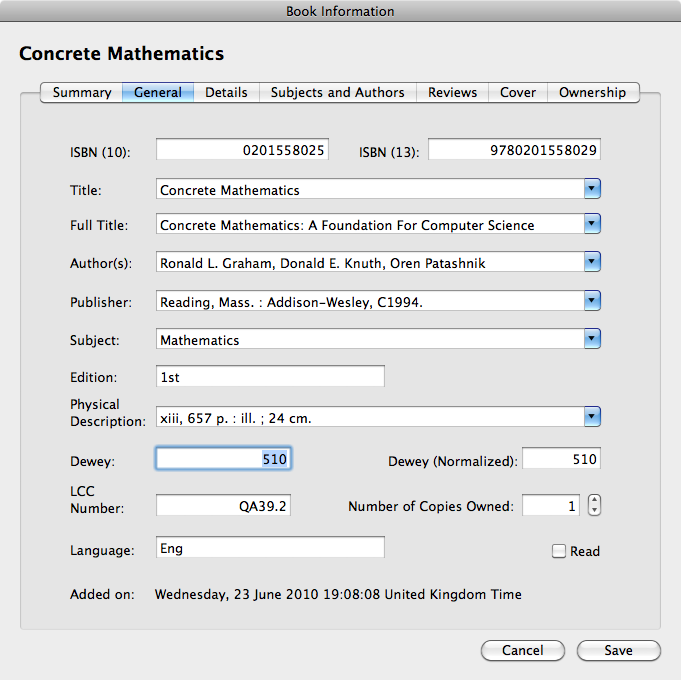 Book Information
Concrete Mathematics
Summary General Details Subjects and Authors Reviews Cover Ownership
ISBN (10): 0201558025 ISBN (13): 9780201558029
Title: Concrete Mathematics
Full Title: Concrete Mathematics: A Foundation For Computer Science
Author(s): Ronald L. Graham, Donald E. Knuth, Oren Patashnik
Publisher: Reading, Mass. : Addison-Wesley, C1994.
Subject: Mathematics
Edition: 1st
Physical
Description: xiii, 657 p. : ill. ; 24 cm.
Dewey: 510 Dewey (Normalized): 510
LCC
Number: QA39.2 Number of Copies Owned: 1
Language: Eng Read
Added on: Wednesday, 23 June 2010 19:08:08 United Kingdom Time
Cancel Save